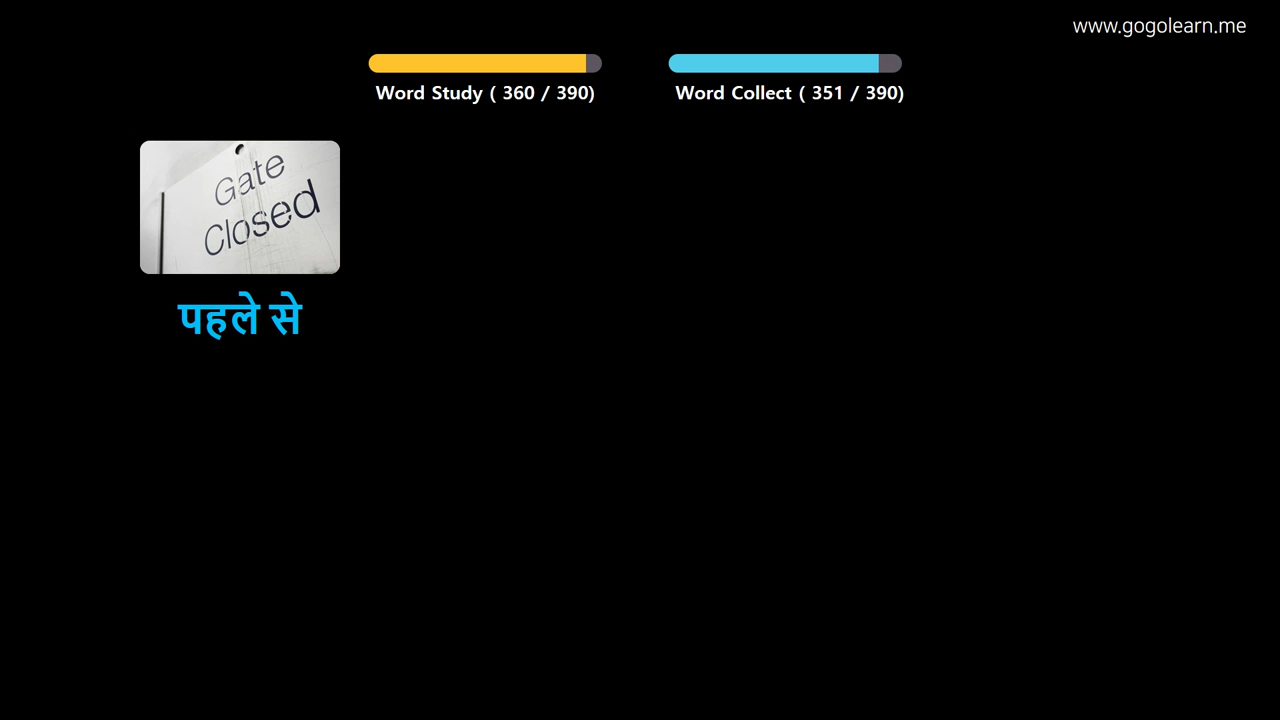 www.gogolearn.me
Word Study ( 360 / 390)
Word Collect ( 351 / 390)
Gate
Closed
पहले से